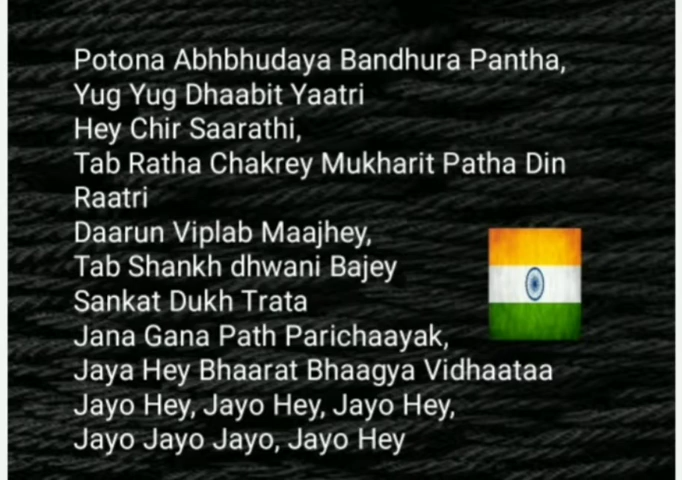 Potona Abhbhudaya Bandhura Pantha,
Yug Yug Dhaabit Yaatri
Hey Chir Saarathi,
Tab Ratha Chakrey Mukharit Patha Din
Raatri
Daarun Viplab Maajhey,
Tab Shankh dhwani Bajey
Sankat Dukh Trata
Jana Gana Path Parichaayak,
Jaya Hey Bhaarat Bhaagya Vidhaataa
Jayo Hey, Jayo Hey, Jayo Hey,
Jayo Jayo Jayo, Jayo Hey